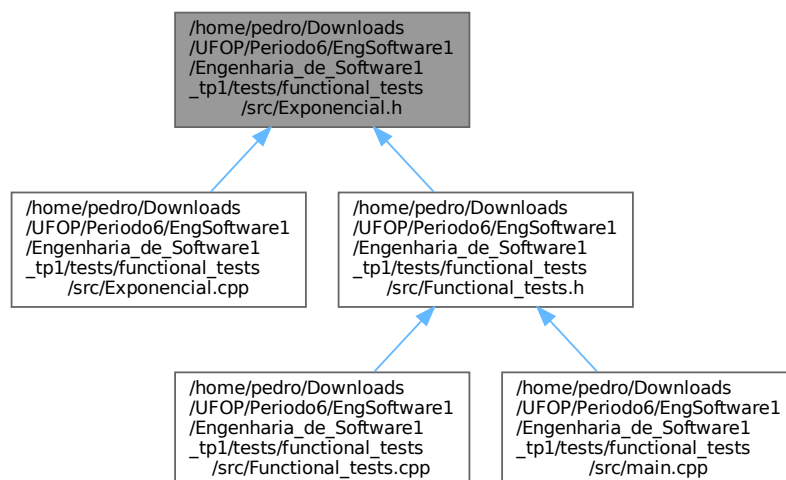 /home/pedro/Downloads
/UFOP/Periodo6/EngSoftware1
/Engenharia_de_Software1
_tp1/tests/functional_tests
/src/Exponencial.h
/home/pedro/Downloads
/UFOP/Periodo6/EngSoftware1
/Engenharia_de_Software1
_tp1/tests/functional_tests
/src/Exponencial.cpp
/home/pedro/Downloads
/UFOP/Periodo6/EngSoftware1
/Engenharia_de_Software1
_tp1/tests/functional_tests
/src/Functional_tests.h
/home/pedro/Downloads
/UFOP/Periodo6/EngSoftware1
/Engenharia_de_Software1
_tp1/tests/functional_tests
/src/Functional_tests.cpp
/home/pedro/Downloads
/UFOP/Periodo6/EngSoftware1
/Engenharia_de_Software1
_tp1/tests/functional_tests
/src/main.cpp